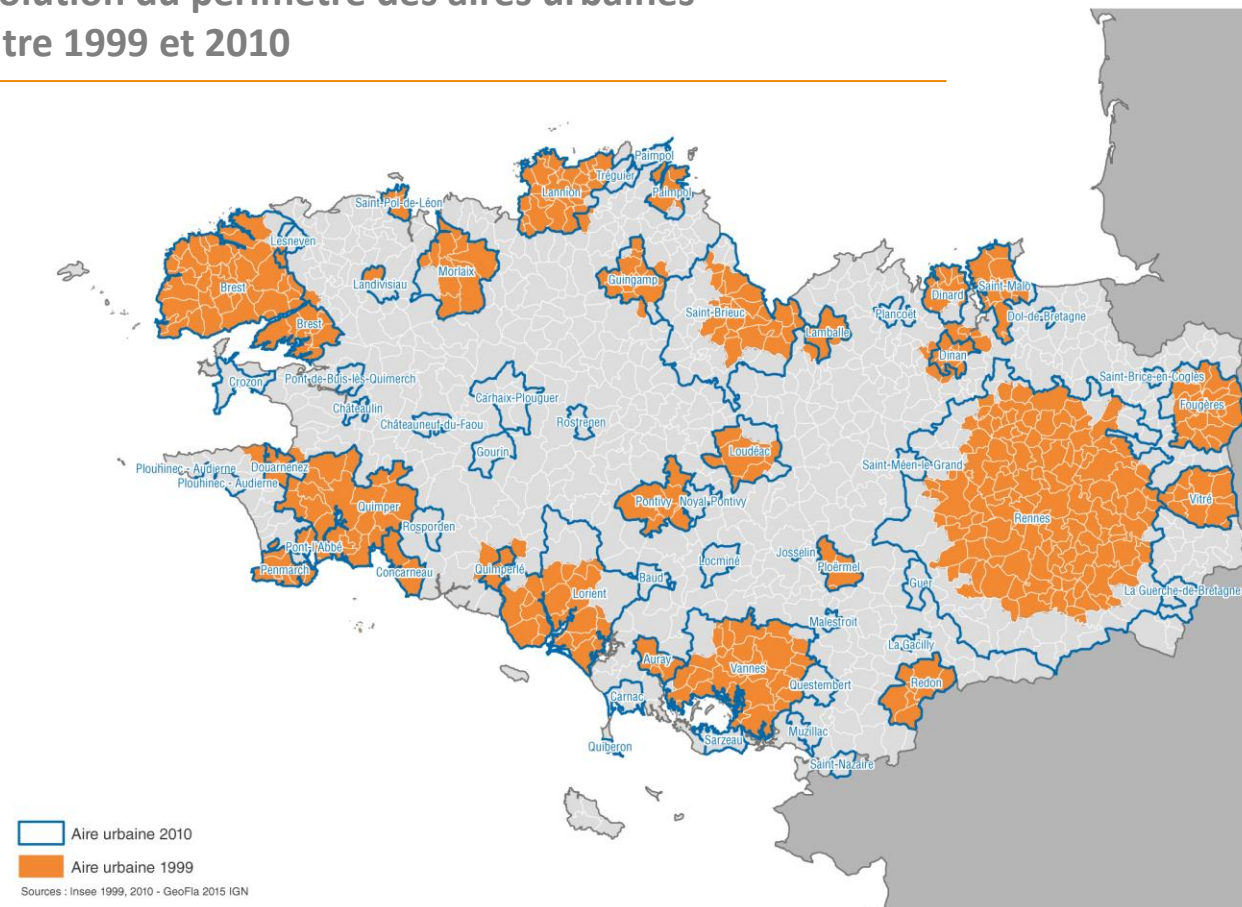 olution du périmètre des aires urbaines
tre 1999 et 2010
Paimpol
Tréguier
Lannion
Paimpol
Saint-Pol-de-Léon
Lesneven
Morlaix
Landivisiau
Guingamp
Brest
Saint-Brieuc
Brest
Lamballe
Plancoët
Dinard
Saint-Malo
Dol-de-Bretagne
Dinan
Crozon
Pont-de-Buis-lès-Quimerch
Châteaulin
Carhaix-Plouguer
Châteauneuf-du-Faou
Rostrenen
Gourin
Saint-Brice-en-Coglès
Fougères
Loudéac
Saint-Méen-le-Grand
Plouhinec - Audierne
Douarnenez
Plouhinec - Audierne
Quimper
Pontivy
Noyal-Pontivy
Vitré
Rennes
Rosporden
Pont-l'Abbé
Penmarch
Concarneau
Quimperlé
Lorient
Baud
Locminé
Josselin
Ploërmel
Guer
La Guerche-de-Bretagne
Malestroit
La Gacilly
Auray
Vannes
Questembert
Redon
Carnac
Muzillac
Sarzeau
Quiberon
Saint-Nazaire
Aire urbaine 2010
Aire urbaine 1999
Sources : Insee 1999, 2010 - GeoFla 2015 IGN